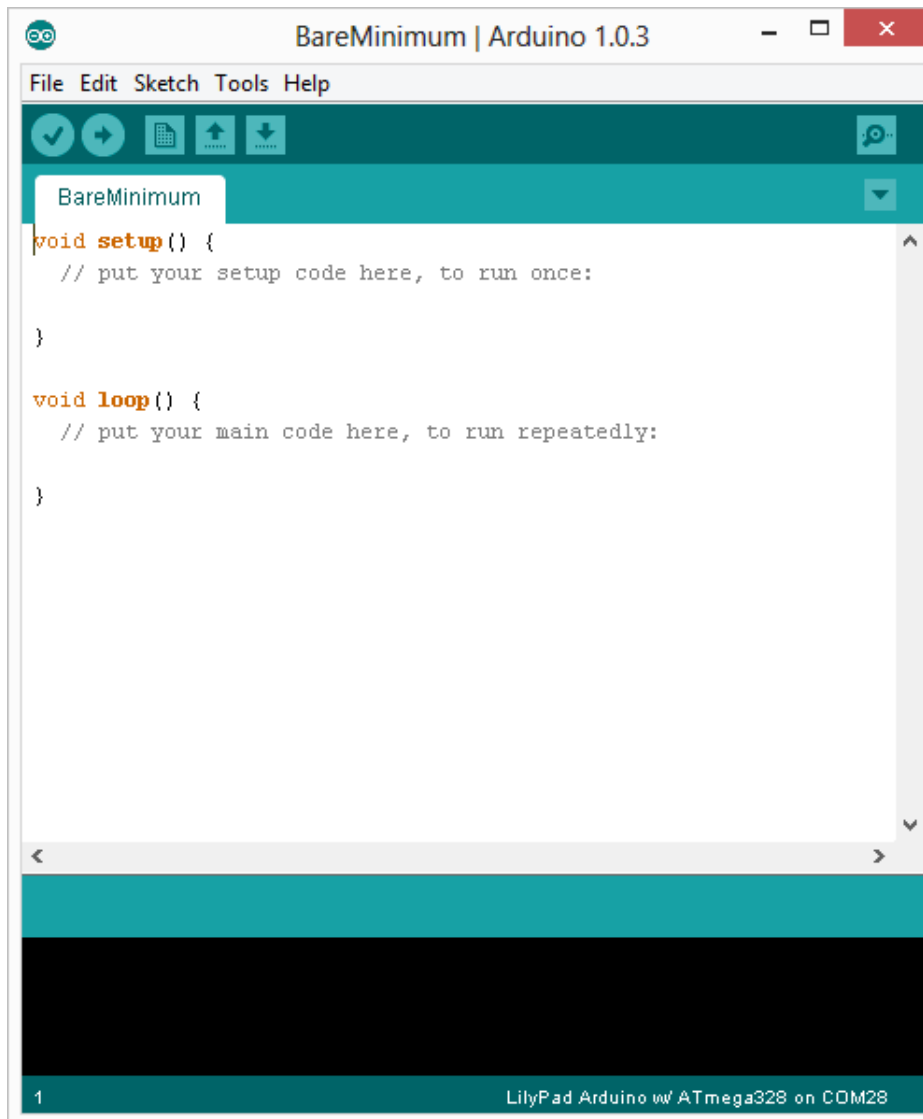 BareMinimum | Arduino 1.0.3
File Edit Sketch Tools Help
BareMinimum
void setup() {
  // put your setup code here, to run once:
}
void loop() {
  // put your main code here, to run repeatedly:
}
1 LilyPad Arduino w/ ATmega328 on COM28